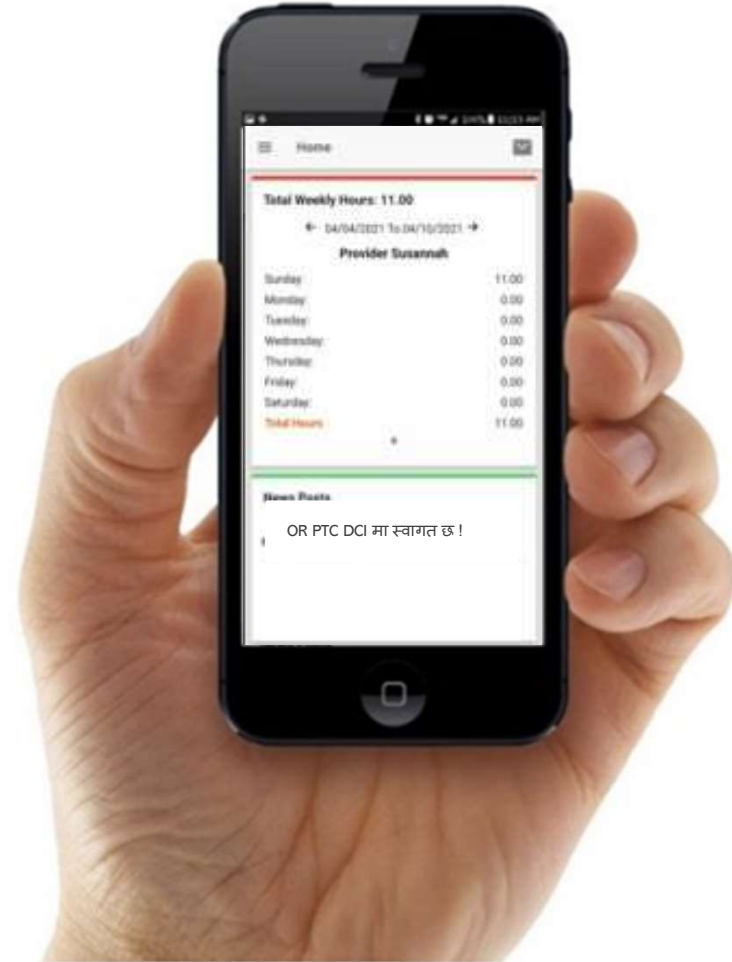 Home
Total Weekly Hours: 11.00
← 04/04/2021 To 04/10/2021 →
Provider Susannah
Sunday: 11.00
Monday: 0.00
Tuesday: 0.00
Wednesday: 0.00
Thursday: 0.00
Friday: 0.00
Saturday: 0.00
Total Hours 11.00
News Posts
OR PTC DCI मा स्वागत छ !